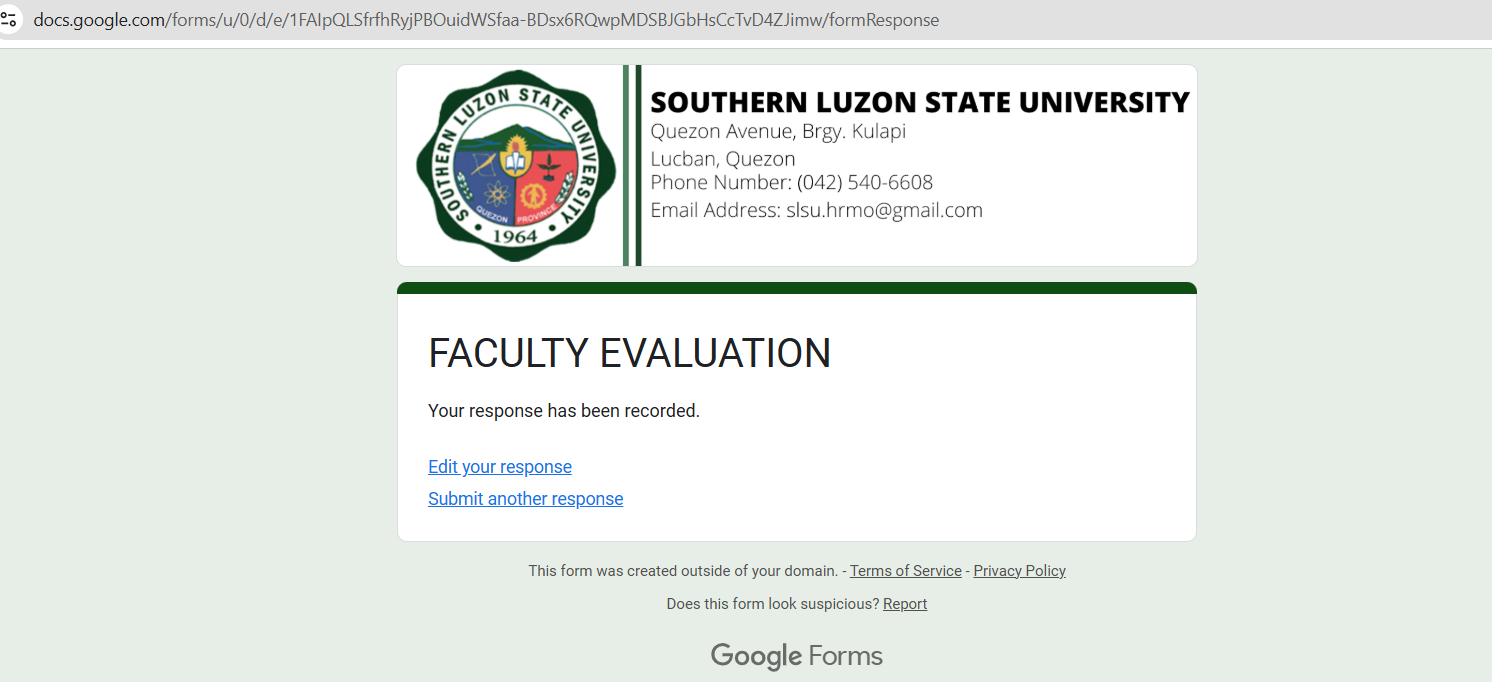 docs.google.com/forms/u/0/d/e/1FAIpQLSfrfhRyjPBOuidWSfaa-BDsx6RQwpMDSBJGbHsCcTvD4ZJimw/formResponse
SOUTHERN LUZON STATE UNIVERSITY
QUEZON PROVINCE
1964
SOUTHERN LUZON STATE UNIVERSITY
Quezon Avenue, Brgy. Kulapi
Lucban, Quezon
Phone Number: (042) 540-6608
Email Address: slsu.hrmo@gmail.com
FACULTY EVALUATION
Your response has been recorded.
Edit your response
Submit another response
This form was created outside of your domain. - Terms of Service - Privacy Policy
Does this form look suspicious? Report
Google Forms